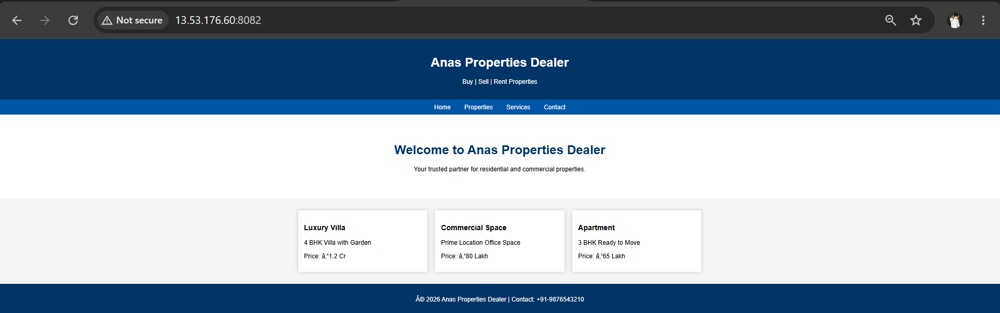 Not secure 13.53.176.60:8082
Anas Properties Dealer
Buy | Sell | Rent Properties
Home Properties Services Contact
Welcome to Anas Properties Dealer
Your trusted partner for residential and commercial properties.
Luxury Villa
4 BHK Villa with Garden
Price: â‚¹1.2 Cr
Commercial Space
Prime Location Office Space
Price: â‚¹80 Lakh
Apartment
3 BHK Ready to Move
Price: â‚¹65 Lakh
Â© 2026 Anas Properties Dealer | Contact: +91-9876543210